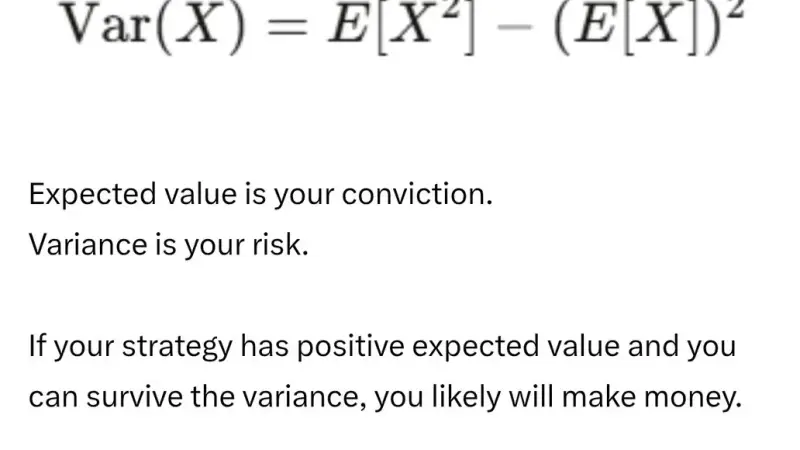 Var(X) = E[X²] − (E[X])²
Expected value is your conviction.
Variance is your risk.
If your strategy has positive expected value and you
can survive the variance, you likely will make money.